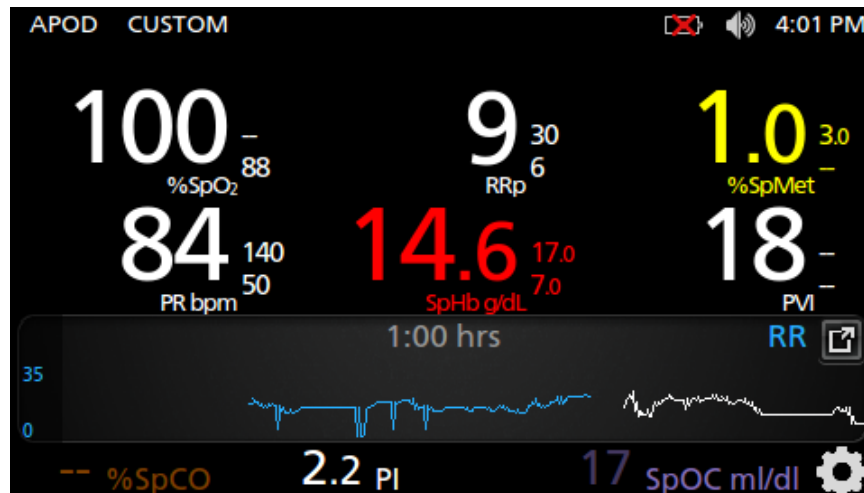 APOD CUSTOM 4:01 PM
100 -- 88 %SpO₂
9 30 6 RRp
1.0 3.0 -- %SpMet
84 140 50 PR bpm
14.6 17.0 7.0 SpHb g/dL
18 -- -- PVI
1:00 hrs RR
35
0
-- %SpCO 2.2 PI 17 SpOC ml/dl